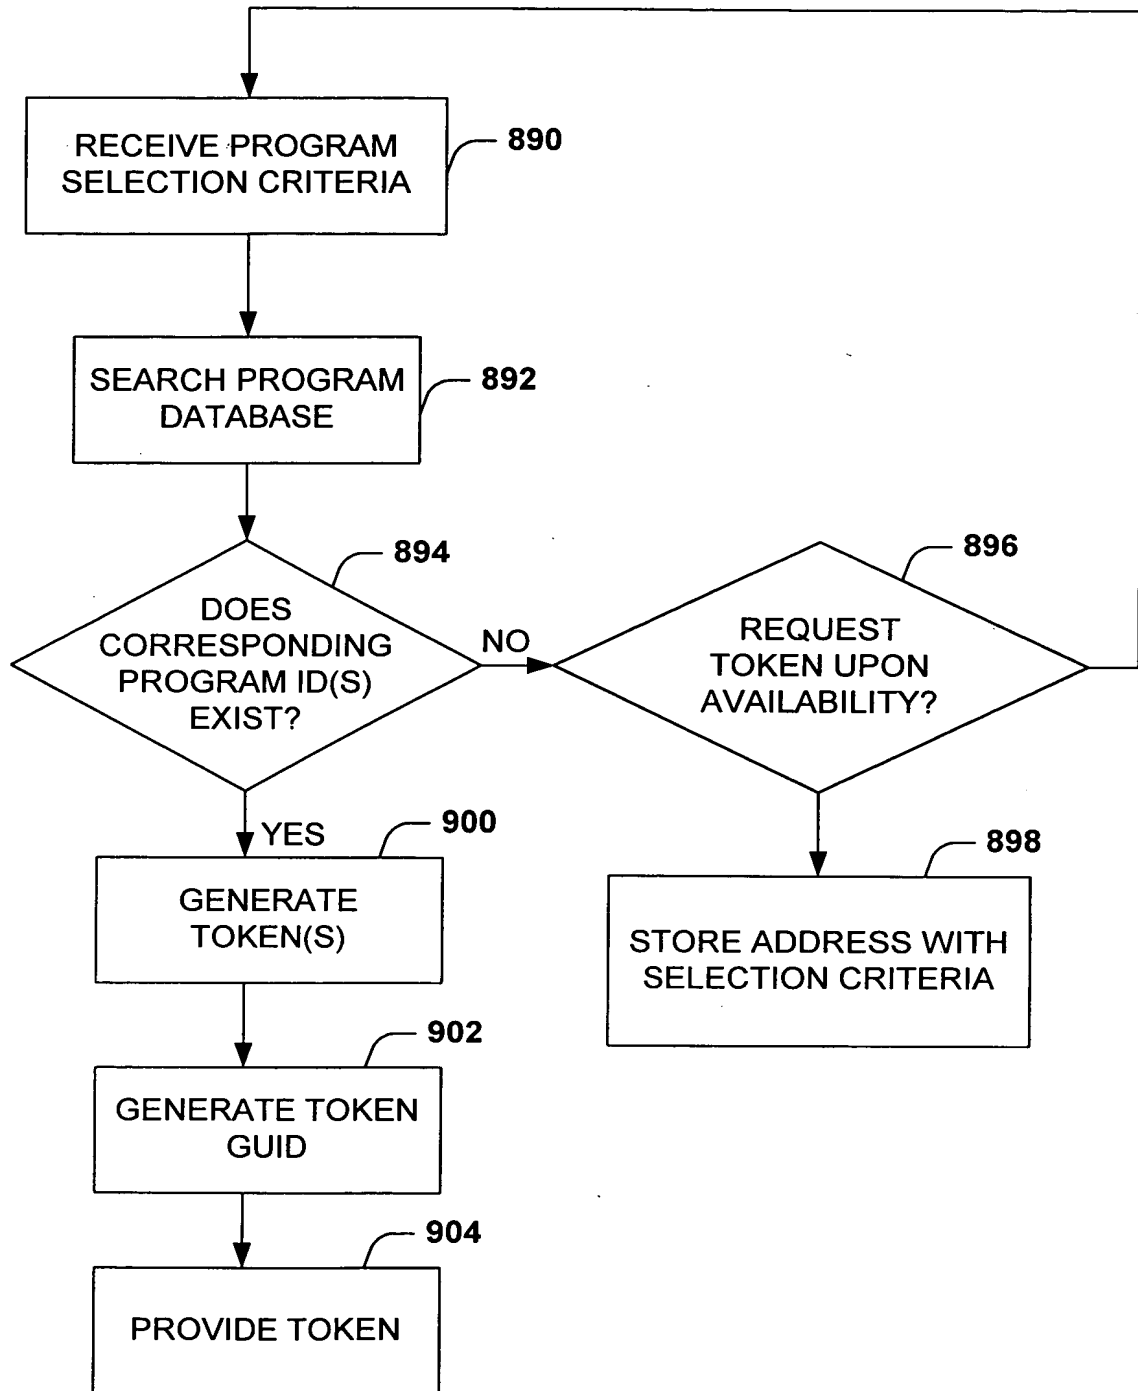 RECEIVE PROGRAM
SELECTION CRITERIA
890
SEARCH PROGRAM
DATABASE
892
DOES
CORRESPONDING
PROGRAM ID(S)
EXIST?
894
NO
REQUEST
TOKEN UPON
AVAILABILITY?
896
YES
GENERATE
TOKEN(S)
900
STORE ADDRESS WITH
SELECTION CRITERIA
898
GENERATE TOKEN
GUID
902
PROVIDE TOKEN
904